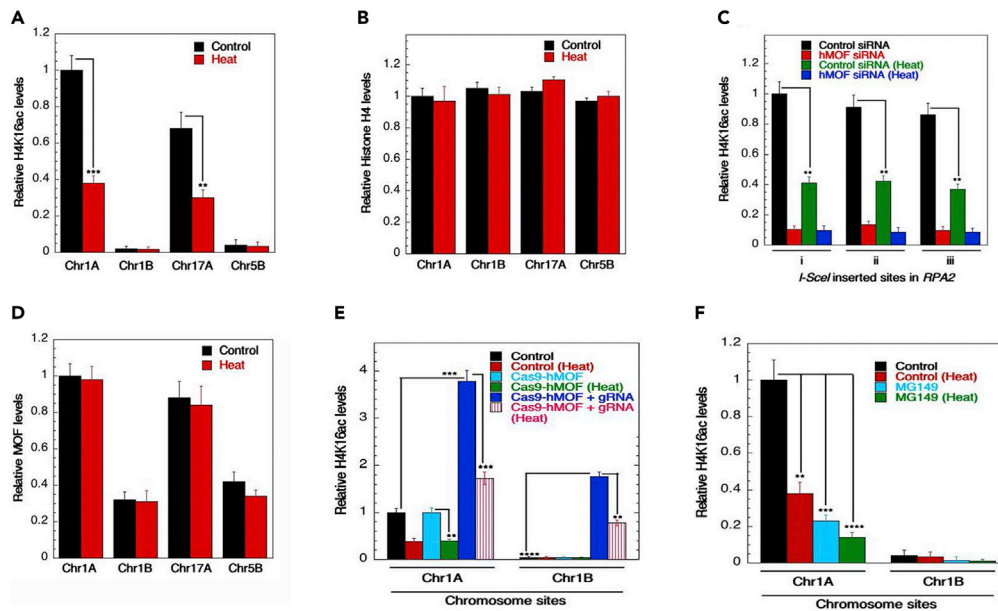 A
Relative H4K16ac levels
1.2
1
0.8
0.6
0.4
0.2
0
Control
Heat
***
**
Chr1A Chr1B Chr17A Chr5B
B
Relative Histone H4 levels
1.4
1.2
1
0.8
0.6
0.4
0.2
0
Control
Heat
Chr1A Chr1B Chr17A Chr5B
C
Relative H4K16ac levels
1.4
1.2
1
0.8
0.6
0.4
0.2
0
Control siRNA
hMOF siRNA
Control siRNA (Heat)
hMOF siRNA (Heat)
**
**
**
i ii iii
I-SceI inserted sites in RPA2
D
Relative MOF levels
1.2
1
0.8
0.6
0.4
0.2
0
Control
Heat
Chr1A Chr1B Chr17A Chr5B
E
Relative H4K16ac levels
4
3
2
1
0
Control
Control (Heat)
Cas9-hMOF
Cas9-hMOF (Heat)
Cas9-hMOF + gRNA
Cas9-hMOF + gRNA
(Heat)
***
***
**
****
**
Chr1A Chr1B
Chromosome sites
F
Relative H4K16ac levels
1.2
1
0.8
0.6
0.4
0.2
0
Control
Control (Heat)
MG149
MG149 (Heat)
**
***
****
Chr1A Chr1B
Chromosome sites